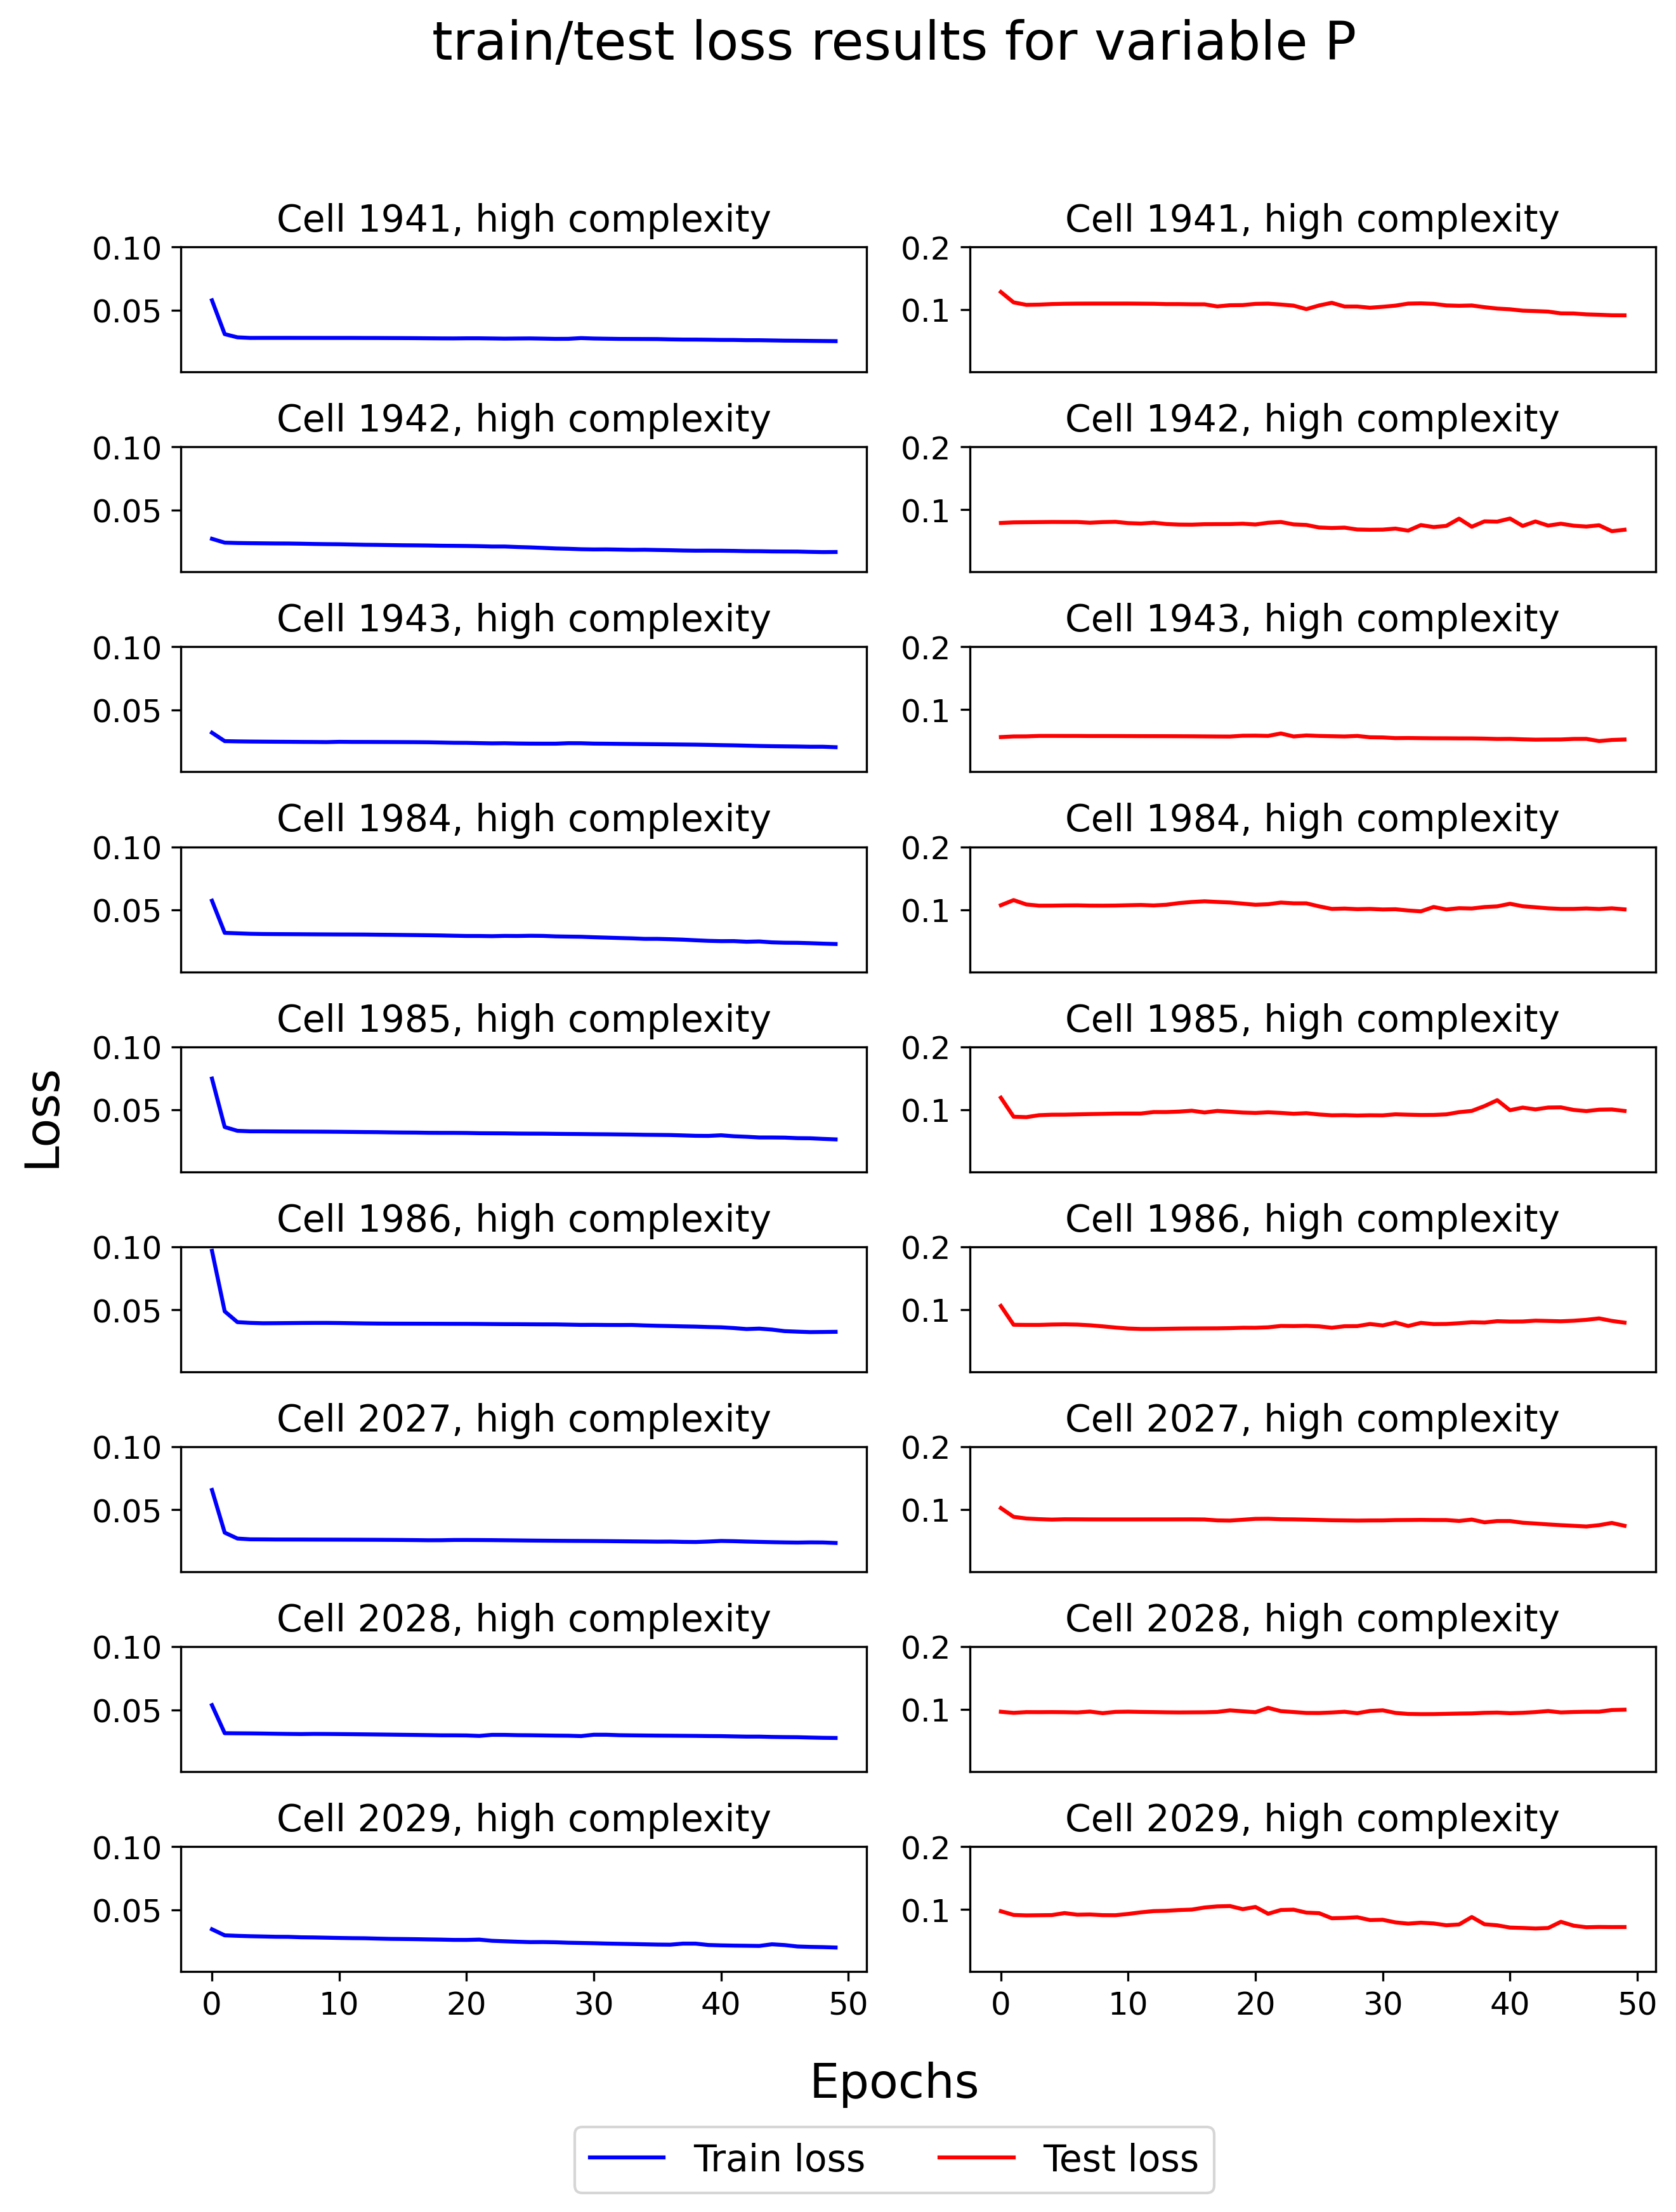 train/test loss results for variable P
Cell 1941, high complexity
0.10
0.05
Cell 1941, high complexity
0.2
0.1
Cell 1942, high complexity
0.10
0.05
Cell 1942, high complexity
0.2
0.1
Cell 1943, high complexity
0.10
0.05
Cell 1943, high complexity
0.2
0.1
Cell 1984, high complexity
0.10
0.05
Cell 1984, high complexity
0.2
0.1
Cell 1985, high complexity
0.10
0.05
Cell 1985, high complexity
0.2
0.1
Cell 1986, high complexity
0.10
0.05
Cell 1986, high complexity
0.2
0.1
Cell 2027, high complexity
0.10
0.05
Cell 2027, high complexity
0.2
0.1
Cell 2028, high complexity
0.10
0.05
Cell 2028, high complexity
0.2
0.1
Cell 2029, high complexity
0.10
0.05
0 10 20 30 40 50
Cell 2029, high complexity
0.2
0.1
0 10 20 30 40 50
Loss
Epochs
Train loss
Test loss